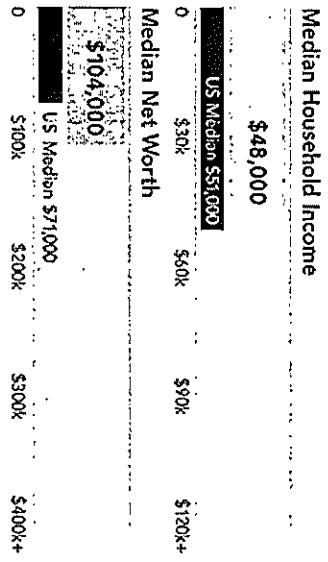 Median Household Income
$48,000
US Median $51,000
0 $30k $60k $90k $120k+
Median Net Worth
$104,000
US Median $71,000
0 $100k $200k $300k $400k+